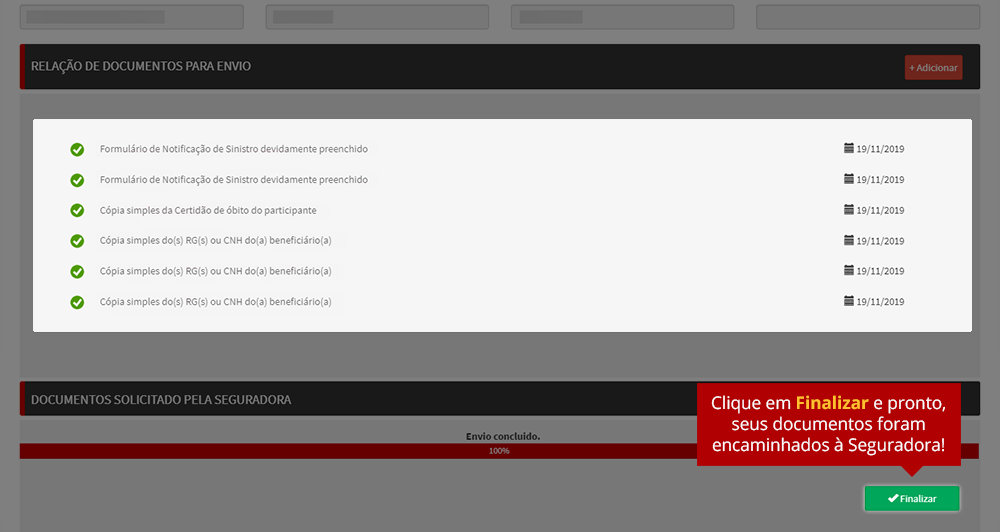 RELAÇÃO DE DOCUMENTOS PARA ENVIO
+ Adicionar
Formulário de Notificação de Sinistro devidamente preenchido 19/11/2019
Formulário de Notificação de Sinistro devidamente preenchido 19/11/2019
Cópia simples da Certidão de óbito do participante 19/11/2019
Cópia simples do(s) RG(s) ou CNH do(a) beneficiário(a) 19/11/2019
Cópia simples do(s) RG(s) ou CNH do(a) beneficiário(a) 19/11/2019
Cópia simples do(s) RG(s) ou CNH do(a) beneficiário(a) 19/11/2019
DOCUMENTOS SOLICITADO PELA SEGURADORA
Clique em Finalizar e pronto,
seus documentos foram
encaminhados à Seguradora!
Envio concluido.
100%
Finalizar